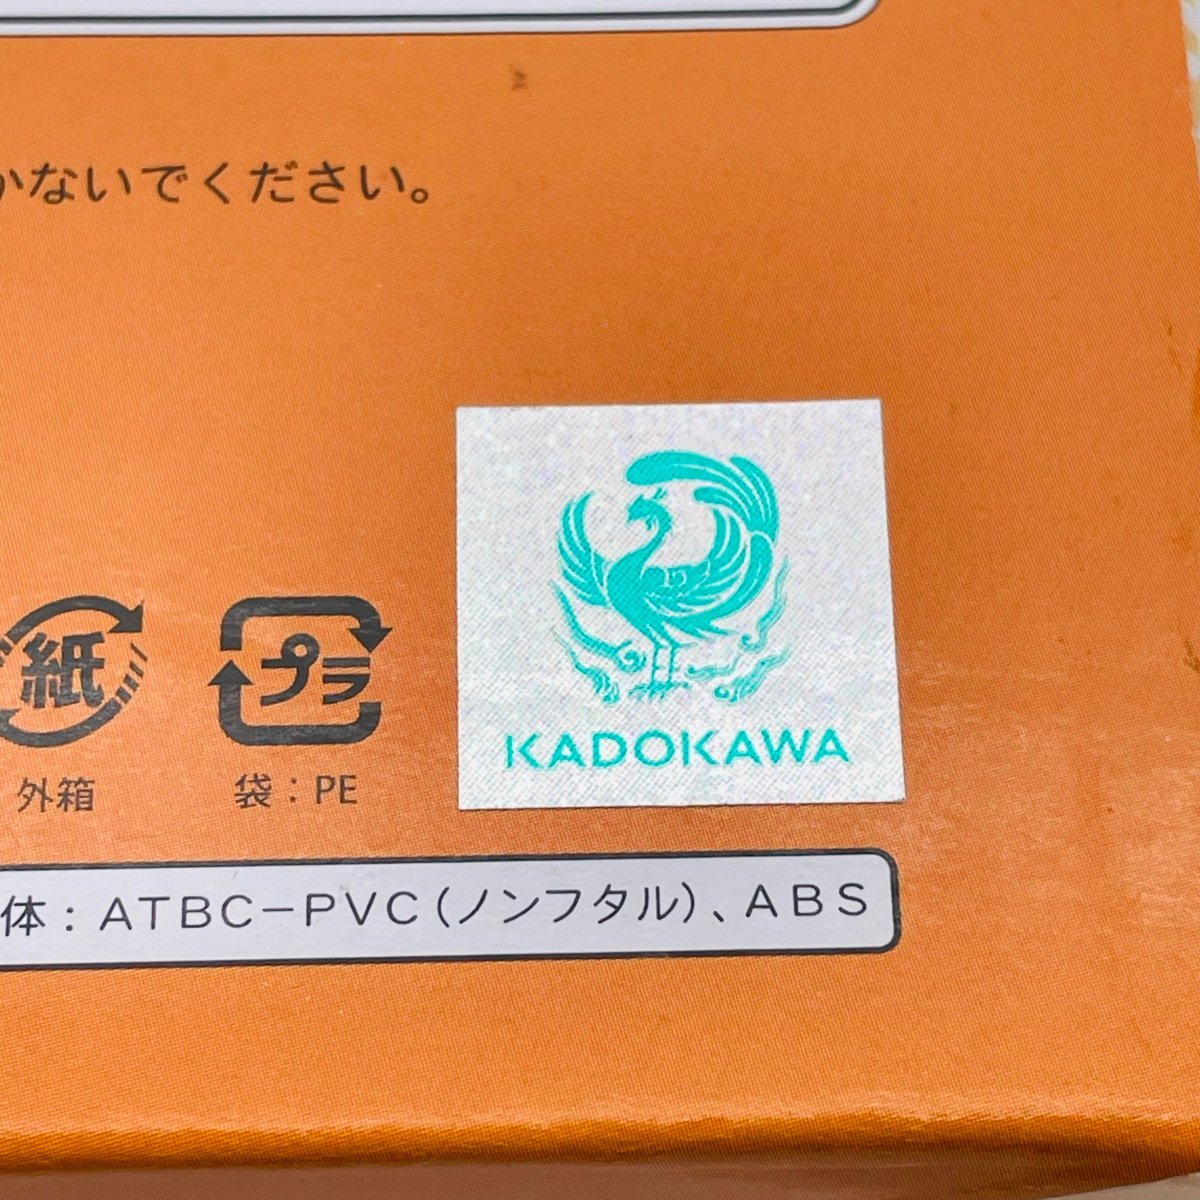 かないでください。
紙
プラ
外箱
袋：PE
KADOKAWA
体：ATBC-PVC(ノンフタル)、ABS